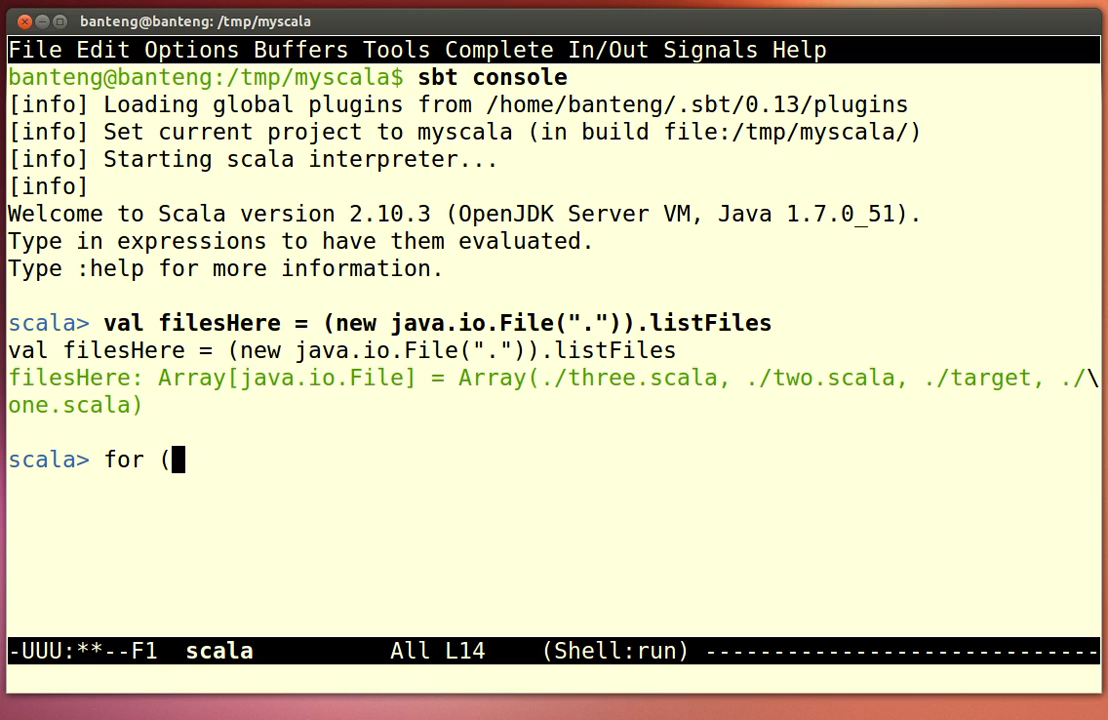 banteng@banteng: /tmp/myscala
File Edit Options Buffers Tools Complete In/Out Signals Help
banteng@banteng:/tmp/myscala$ sbt console
[info] Loading global plugins from /home/banteng/.sbt/0.13/plugins
[info] Set current project to myscala (in build file:/tmp/myscala/)
[info] Starting scala interpreter...
[info]
Welcome to Scala version 2.10.3 (OpenJDK Server VM, Java 1.7.0_51).
Type in expressions to have them evaluated.
Type :help for more information.
scala> val filesHere = (new java.io.File(".")).listFiles
val filesHere = (new java.io.File(".")).listFiles
filesHere: Array[java.io.File] = Array(./three.scala, ./two.scala, ./target, ./\
one.scala)
scala> for (
-UUU:**--F1  scala          All L14    (Shell:run) -----------------------------